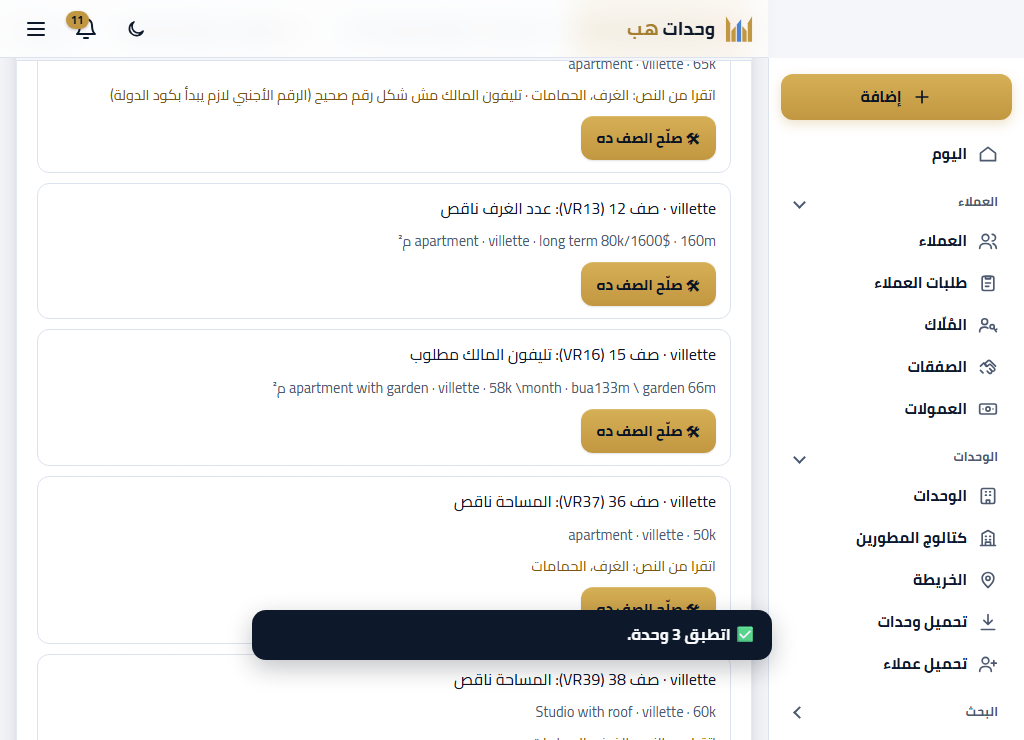 وحدات هب
11
إضافة
اليوم
العملاء
العملاء
طلبات العملاء
المُلّاك
الصفقات
العمولات
الوحدات
الوحدات
كتالوج المطورين
الخريطة
تحميل وحدات
تحميل عملاء
البحث
apartment · villette · 65k
اتقرا من النص: الغرف، الحمامات · تليفون المالك مش شكل رقم صحيح (الرقم الأجنبي لازم يبدأ بكود الدولة)
🛠 صلّح الصف ده
villette · صف 12 (VR13): عدد الغرف ناقص
apartment · villette · long term 80k/1600$ · 160m م²
🛠 صلّح الصف ده
villette · صف 15 (VR16): تليفون المالك مطلوب
apartment with garden · villette · 58k \month · bua133m \ garden 66m م²
🛠 صلّح الصف ده
villette · صف 36 (VR37): المساحة ناقص
apartment · villette · 50k
اتقرا من النص: الغرف، الحمامات
🛠 صلّح الصف ده
✅ اتطبق 3 وحدة.
villette · صف 38 (VR39): المساحة ناقص
Studio with roof · villette · 60k